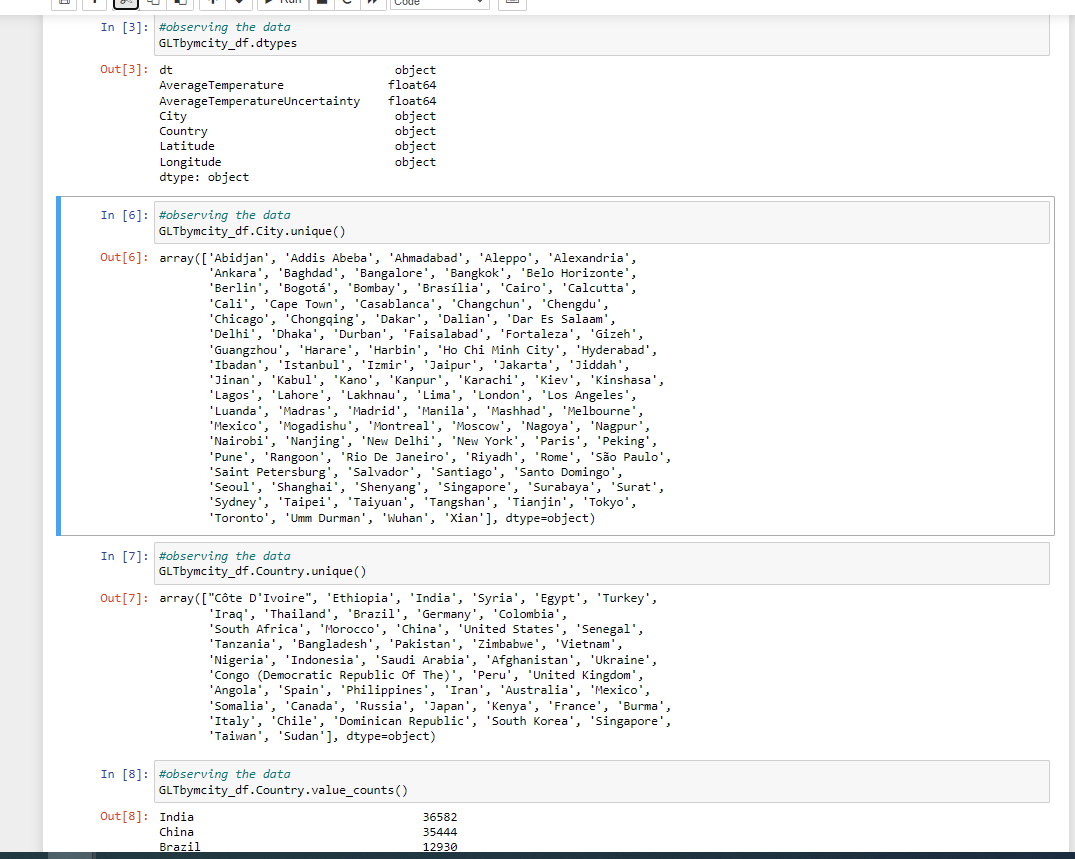 Run
Code
In [3]: #observing the data
GLTbymcity_df.dtypes
Out[3]: dt object
AverageTemperature float64
AverageTemperatureUncertainty float64
City object
Country object
Latitude object
Longitude object
dtype: object
In [6]: #observing the data
GLTbymcity_df.City.unique()
Out[6]: array(['Abidjan', 'Addis Abeba', 'Ahmadabad', 'Aleppo', 'Alexandria',
'Ankara', 'Baghdad', 'Bangalore', 'Bangkok', 'Belo Horizonte',
'Berlin', 'Bogotá', 'Bombay', 'Brasília', 'Cairo', 'Calcutta',
'Cali', 'Cape Town', 'Casablanca', 'Changchun', 'Chengdu',
'Chicago', 'Chongqing', 'Dakar', 'Dalian', 'Dar Es Salaam',
'Delhi', 'Dhaka', 'Durban', 'Faisalabad', 'Fortaleza', 'Gizeh',
'Guangzhou', 'Harare', 'Harbin', 'Ho Chi Minh City', 'Hyderabad',
'Ibadan', 'Istanbul', 'Izmir', 'Jaipur', 'Jakarta', 'Jiddah',
'Jinan', 'Kabul', 'Kano', 'Kanpur', 'Karachi', 'Kiev', 'Kinshasa',
'Lagos', 'Lahore', 'Lakhnau', 'Lima', 'London', 'Los Angeles',
'Luanda', 'Madras', 'Madrid', 'Manila', 'Mashhad', 'Melbourne',
'Mexico', 'Mogadishu', 'Montreal', 'Moscow', 'Nagoya', 'Nagpur',
'Nairobi', 'Nanjing', 'New Delhi', 'New York', 'Paris', 'Peking',
'Pune', 'Rangoon', 'Rio De Janeiro', 'Riyadh', 'Rome', 'São Paulo',
'Saint Petersburg', 'Salvador', 'Santiago', 'Santo Domingo',
'Seoul', 'Shanghai', 'Shenyang', 'Singapore', 'Surabaya', 'Surat',
'Sydney', 'Taipei', 'Taiyuan', 'Tangshan', 'Tianjin', 'Tokyo',
'Toronto', 'Umm Durman', 'Wuhan', 'Xian'], dtype=object)
In [7]: #observing the data
GLTbymcity_df.Country.unique()
Out[7]: array(["Côte D'Ivoire", 'Ethiopia', 'India', 'Syria', 'Egypt', 'Turkey',
'Iraq', 'Thailand', 'Brazil', 'Germany', 'Colombia',
'South Africa', 'Morocco', 'China', 'United States', 'Senegal',
'Tanzania', 'Bangladesh', 'Pakistan', 'Zimbabwe', 'Vietnam',
'Nigeria', 'Indonesia', 'Saudi Arabia', 'Afghanistan', 'Ukraine',
'Congo (Democratic Republic Of The)', 'Peru', 'United Kingdom',
'Angola', 'Spain', 'Philippines', 'Iran', 'Australia', 'Mexico',
'Somalia', 'Canada', 'Russia', 'Japan', 'Kenya', 'France', 'Burma',
'Italy', 'Chile', 'Dominican Republic', 'South Korea', 'Singapore',
'Taiwan', 'Sudan'], dtype=object)
In [8]: #observing the data
GLTbymcity_df.Country.value_counts()
Out[8]: India 36582
China 35444
Brazil 12930